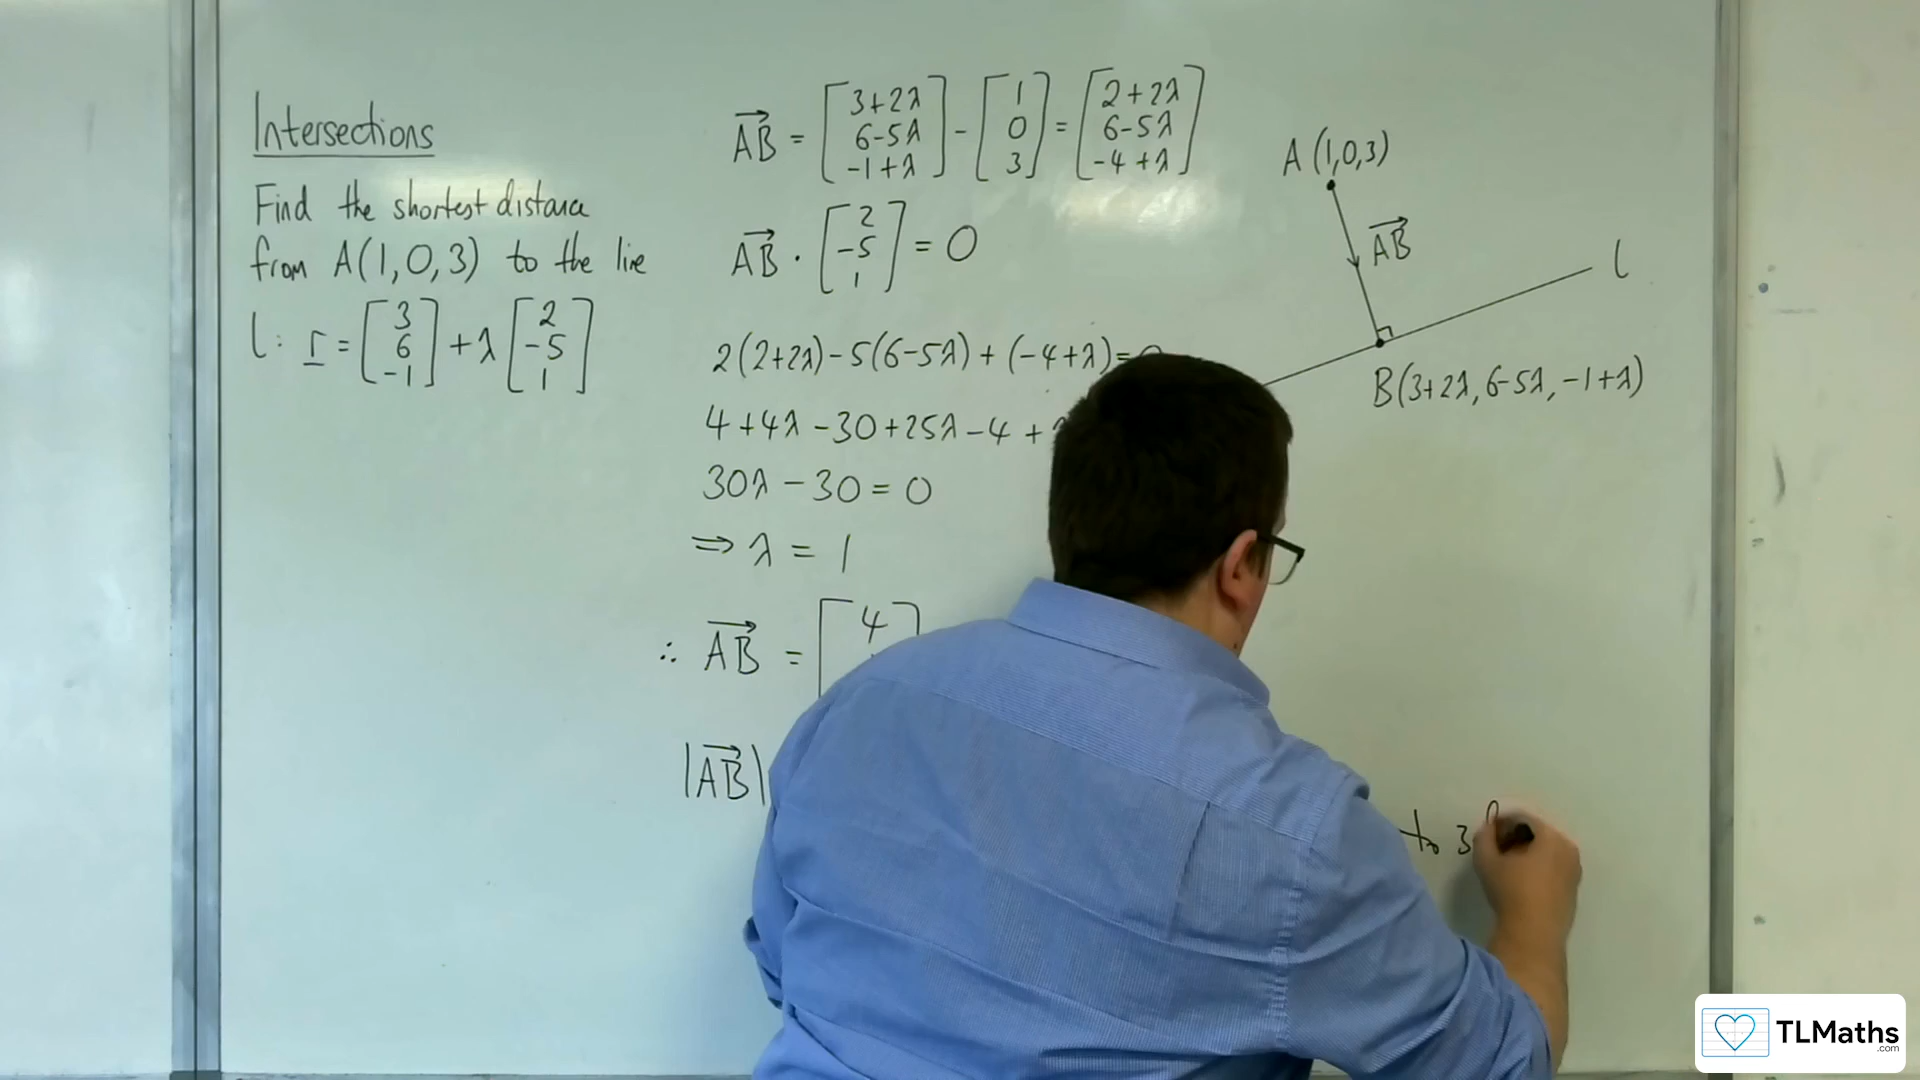 Intersections
Find the shortest distance
from A(1,0,3) to the line
l: r = [3 6 -1] + λ [2 -5 1]
AB = [3+2λ 6-5λ -1+λ] - [1 0 3] = [2+2λ 6-5λ -4+λ]
AB · [2 -5 1] = 0
2(2+2λ) - 5(6-5λ) + (-4+λ) =
4+4λ -30+25λ -4 +
30λ - 30 = 0
⇒ λ = 1
∴ AB = [4
|AB|
to 3
A(1,0,3)
AB
l
B(3+2λ, 6-5λ, -1+λ)
TLMaths
.com